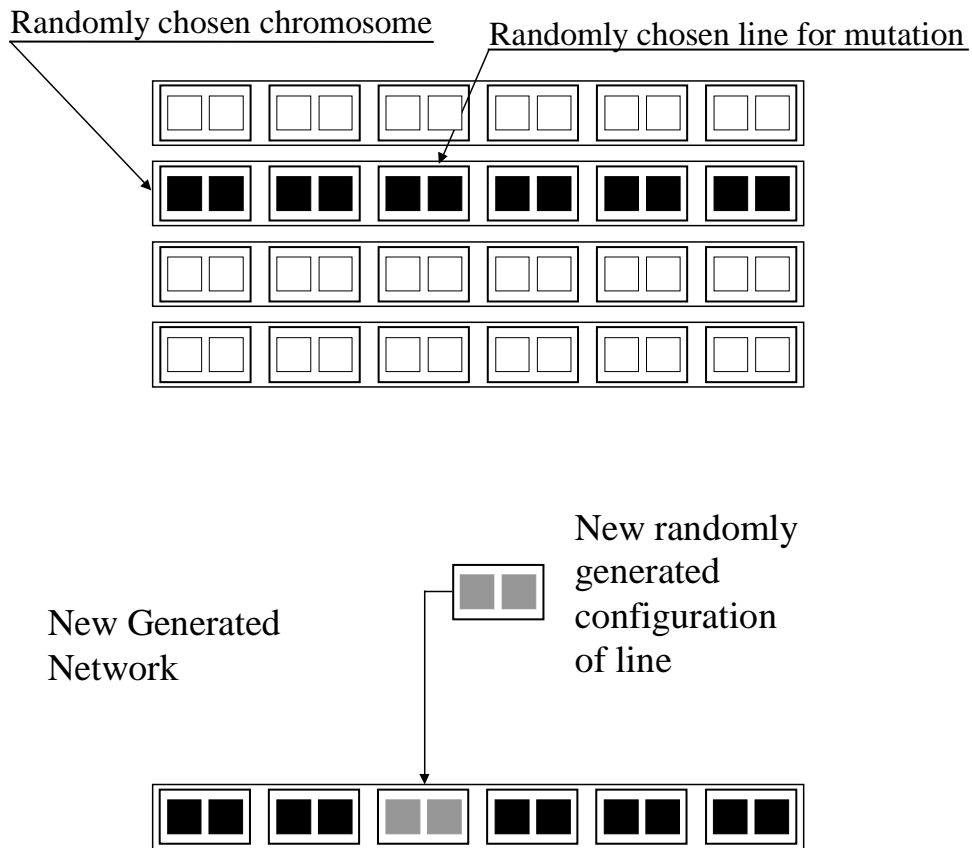 Randomly chosen chromosome
Randomly chosen line for mutation
New randomly
generated
configuration
of line
New Generated
Network